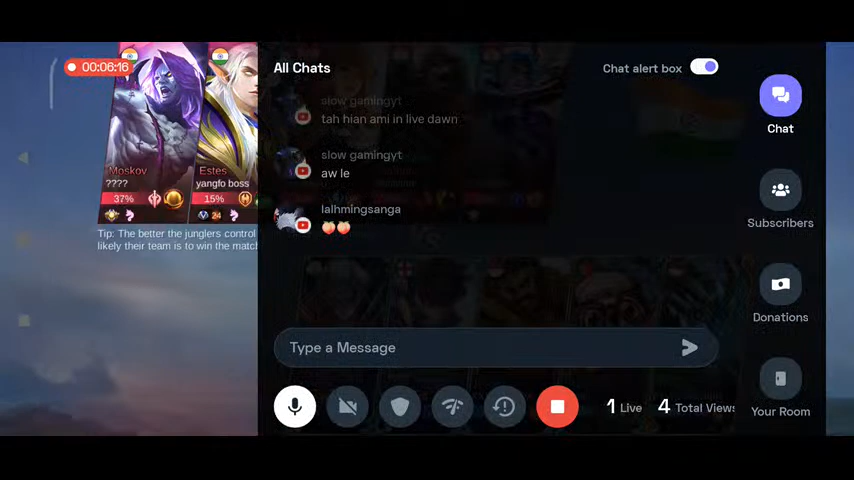 00:06:16
Moskov
????
37%
Estes
yangfo boss
15%
24
Tip: The better the junglers control
likely their team is to win the match
All Chats
Chat alert box
slow gamingyt
tah hian ami in live dawn
slow gamingyt
aw le
lalhmingsanga
🍑🍑
Type a Message
1 Live
4 Total Views
Chat
Subscribers
Donations
Your Room